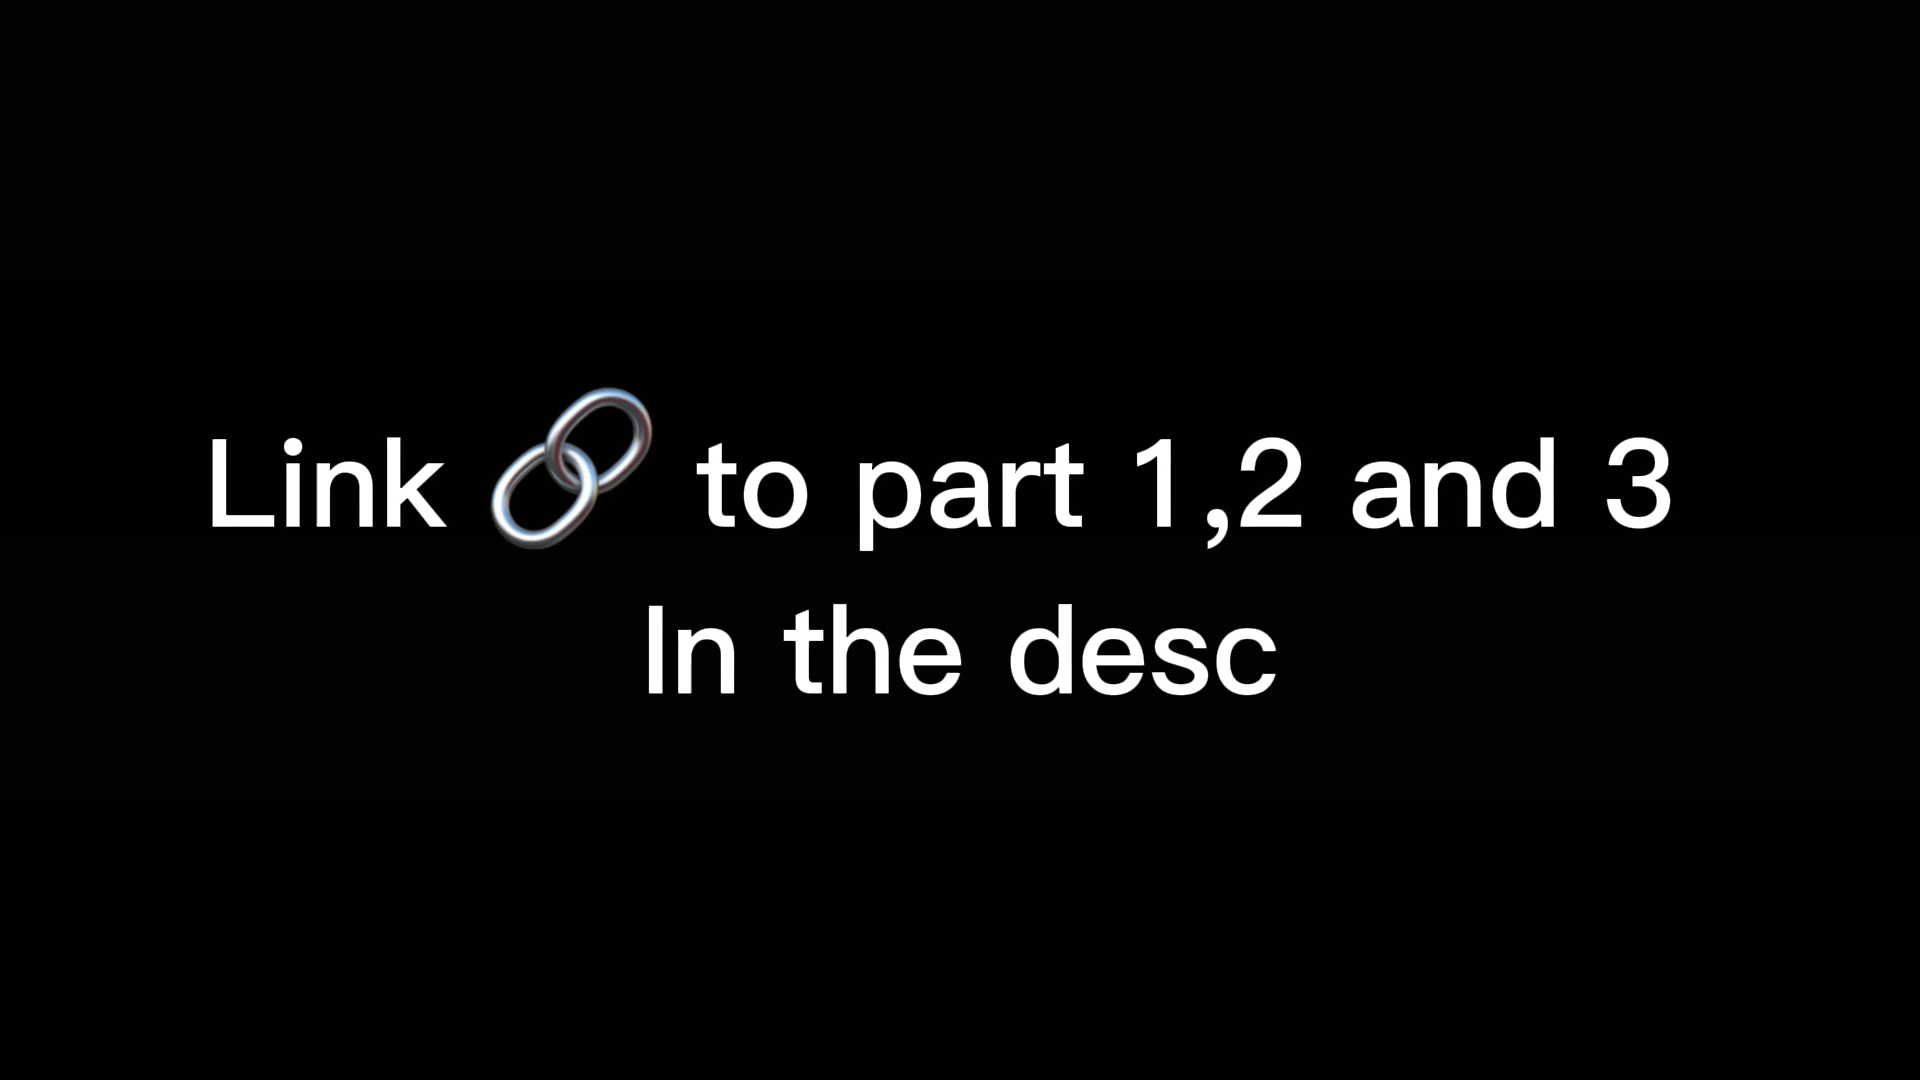 Link 🔗 to part 1,2 and 3
In the desc